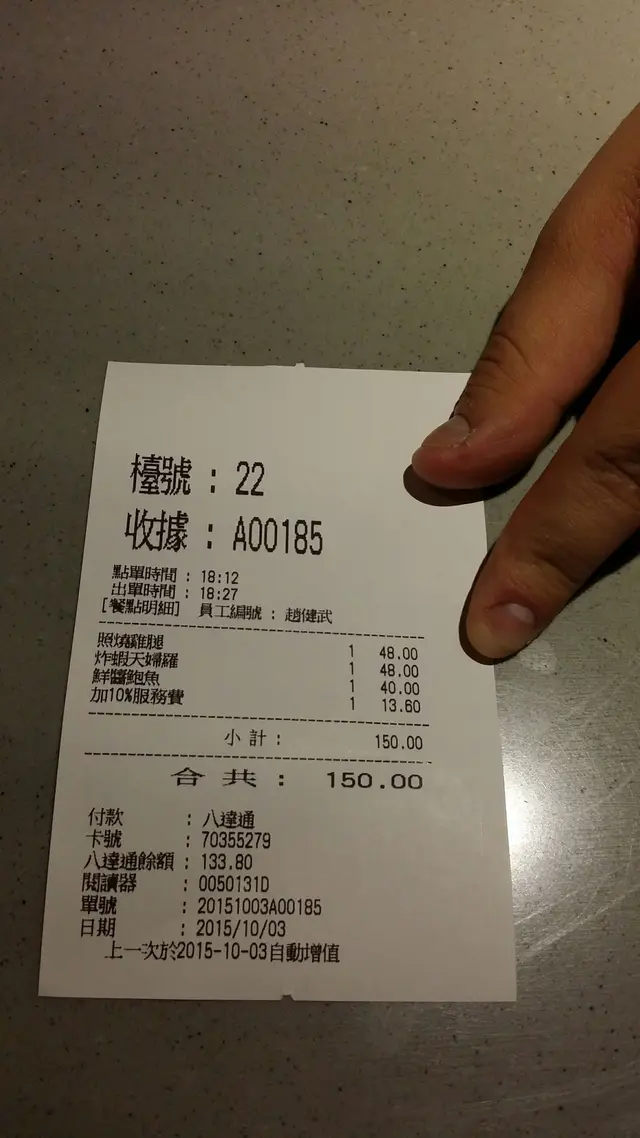 檯號 : 22
收據 : A00185
點單時間 : 18:12
出單時間 : 18:27
[餐點明細] 員工編號 : 趙健武
照燒雞腿 1 48.00
炸蝦天婦羅 1 48.00
鮮醬鮑魚 1 40.00
加10%服務費 1 13.60
小計 : 150.00
合共 : 150.00
付款 : 八達通
卡號 : 70355279
八達通餘額 : 133.80
閱讀器 : 0050131D
單號 : 20151003A00185
日期 : 2015/10/03
上一次於2015-10-03自動增值